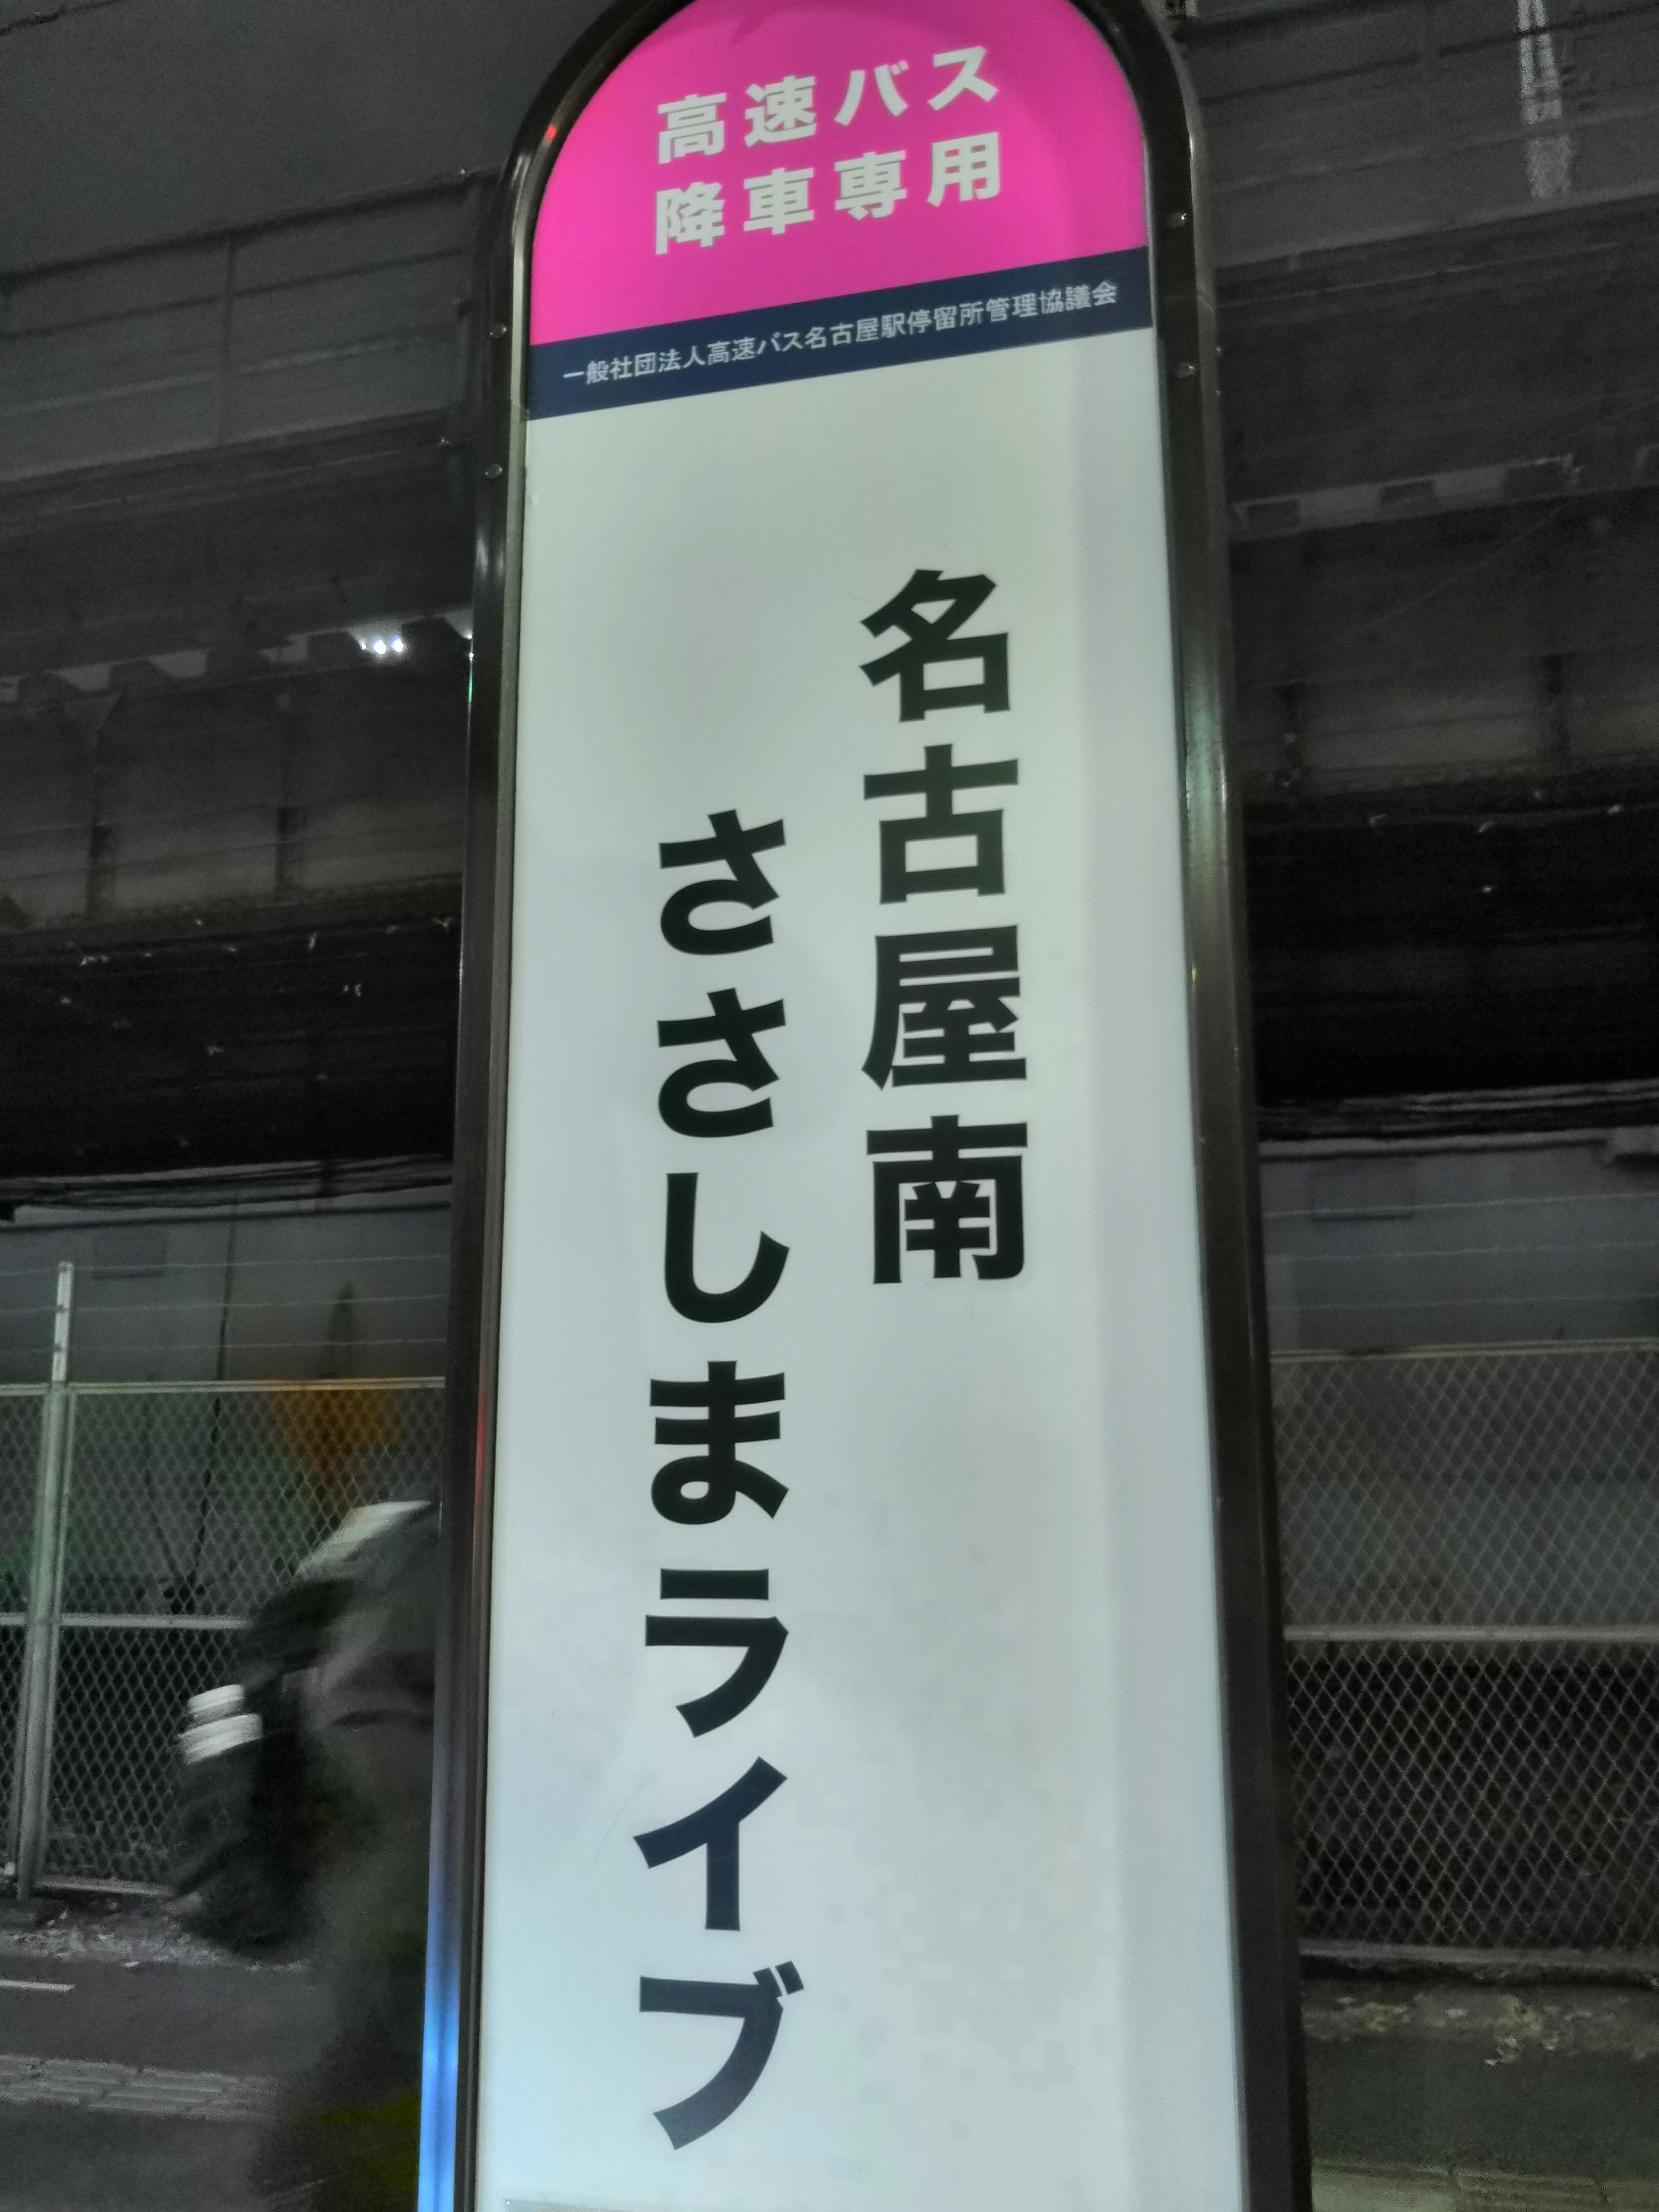 高速バス
降車専用
一般社団法人高速バス名古屋駅停留所管理協議会
名古屋南
ささしまライブ